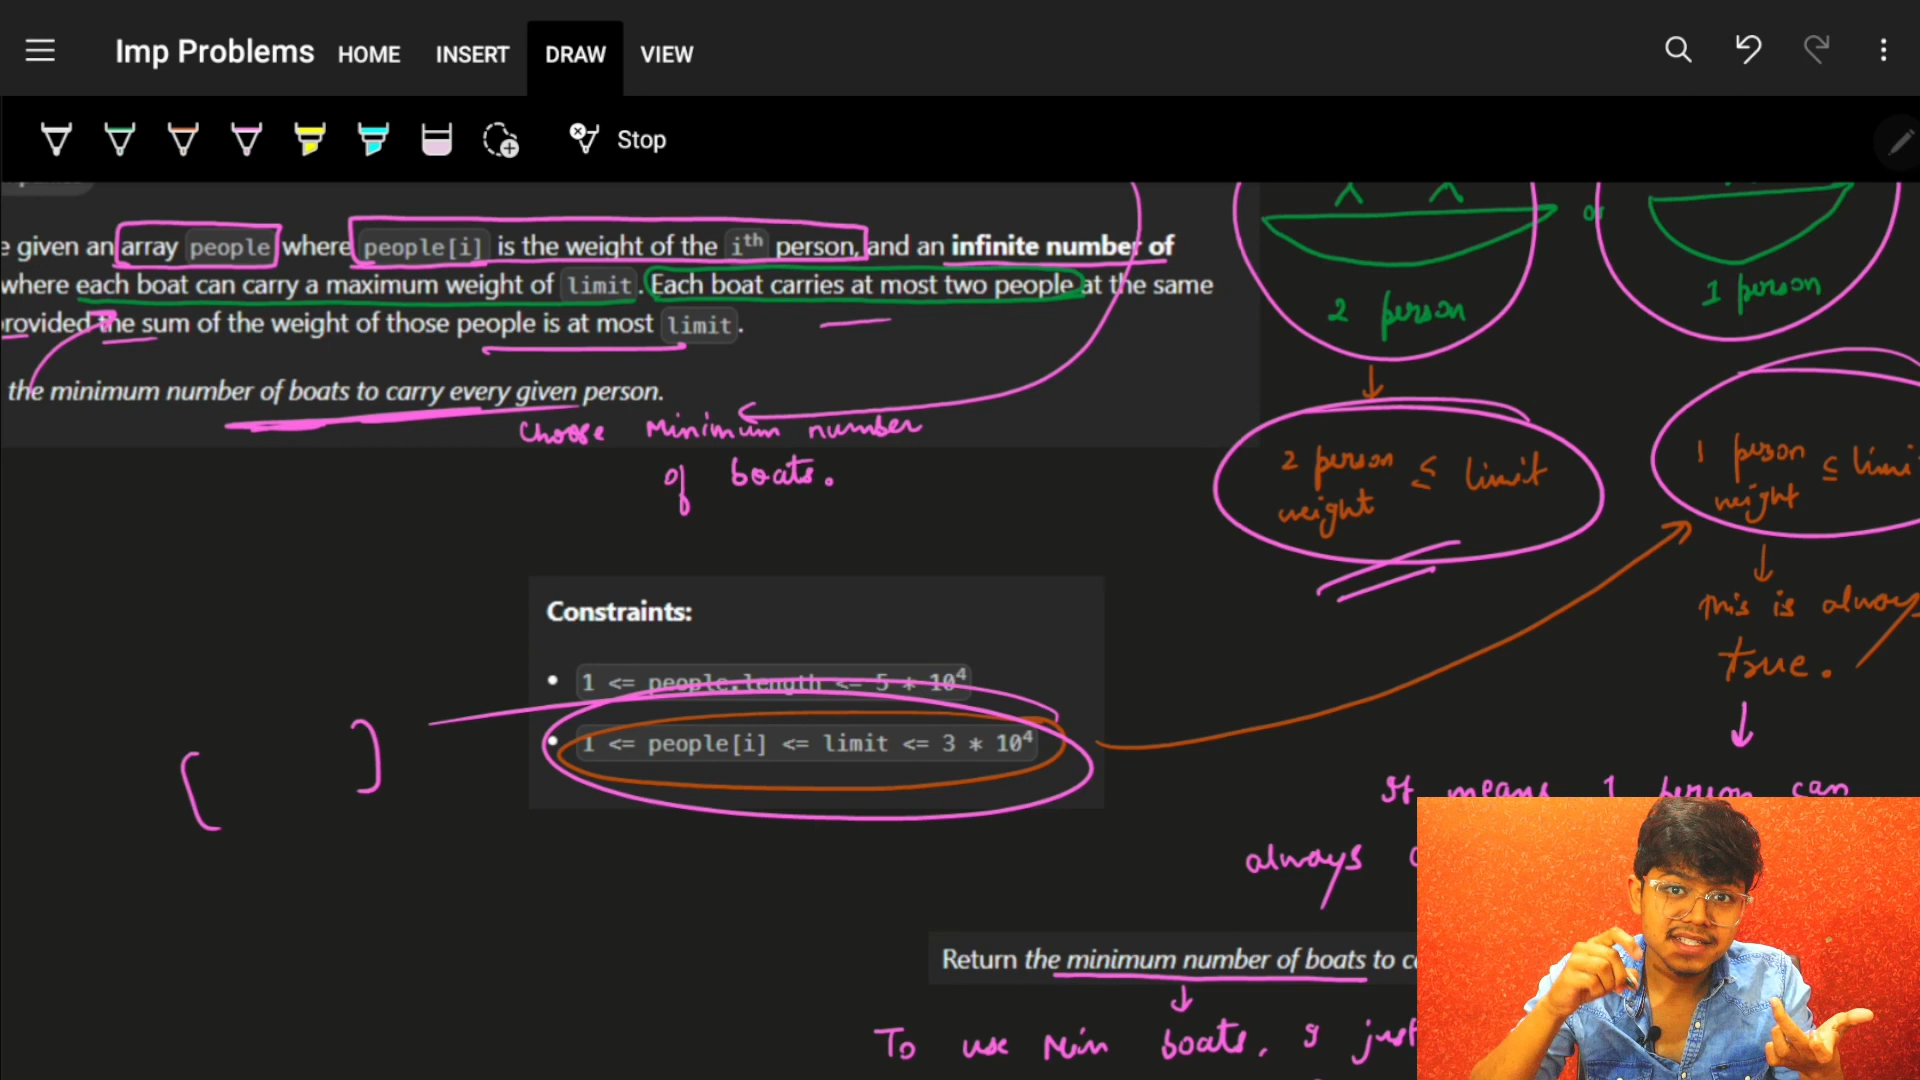 Imp Problems HOME INSERT DRAW VIEW
Stop
e given an array people where people[i] is the weight of the ith person, and an infinite number of
where each boat can carry a maximum weight of limit. Each boat carries at most two people at the same
rovided the sum of the weight of those people is at most limit.
the minimum number of boats to carry every given person.
Choose Minimum number
of boats.
2 person
or
1 person
2 person weight ≤ limit
1 person weight ≤ limi
This is always
true.
Constraints:
1 <= people.length <= 5 * 10⁴
1 <= people[i] <= limit <= 3 * 10⁴
[ ]
It means 1 person can
always
Return the minimum number of boats to c
To use Min boats, I just